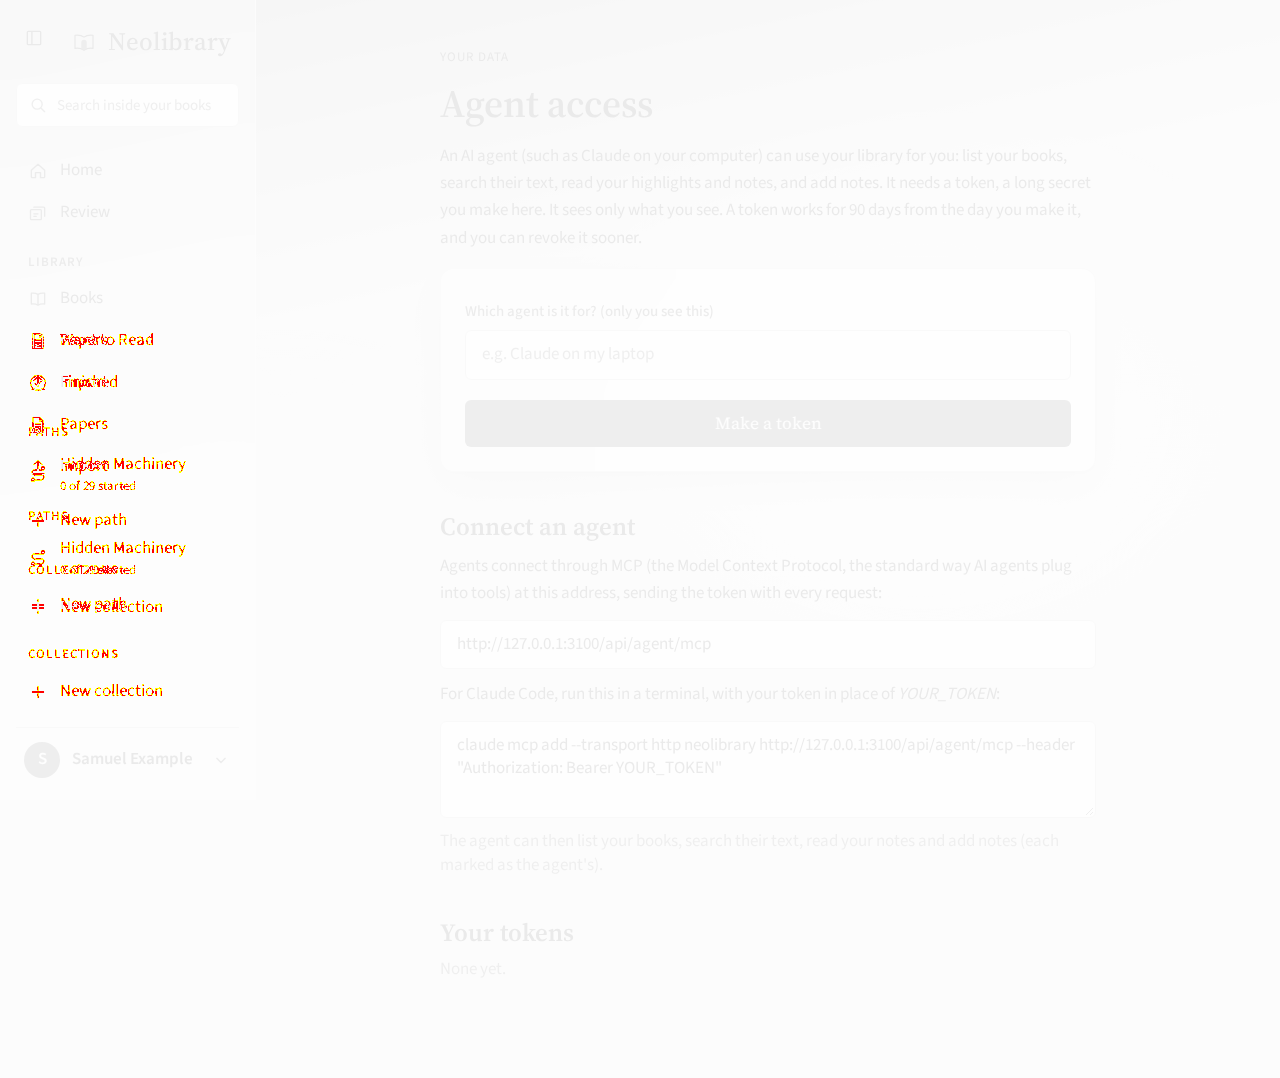 Neolibrary
Search inside your books
Home
Review
LIBRARY
Books
Papers
PATHS
Hidden Machinery
0 of 29 started
PATHS
New path
Hidden Machinery
New collection
COLLECTIONS
New collection
S
Samuel Example
YOUR DATA
Agent access
An AI agent (such as Claude on your computer) can use your library for you: list your books,
search their text, read your highlights and notes, and add notes. It needs a token, a long secret
you make here. It sees only what you see. A token works for 90 days from the day you make it,
and you can revoke it sooner.
Which agent is it for? (only you see this)
e.g. Claude on my laptop
Make a token
Connect an agent
Agents connect through MCP (the Model Context Protocol, the standard way AI agents plug
into tools) at this address, sending the token with every request:
http://127.0.0.1:3100/api/agent/mcp
For Claude Code, run this in a terminal, with your token in place of YOUR_TOKEN:
claude mcp add --transport http neolibrary http://127.0.0.1:3100/api/agent/mcp --header
"Authorization: Bearer YOUR_TOKEN"
The agent can then list your books, search their text, read your notes and add notes (each
marked as the agent's).
Your tokens
None yet.